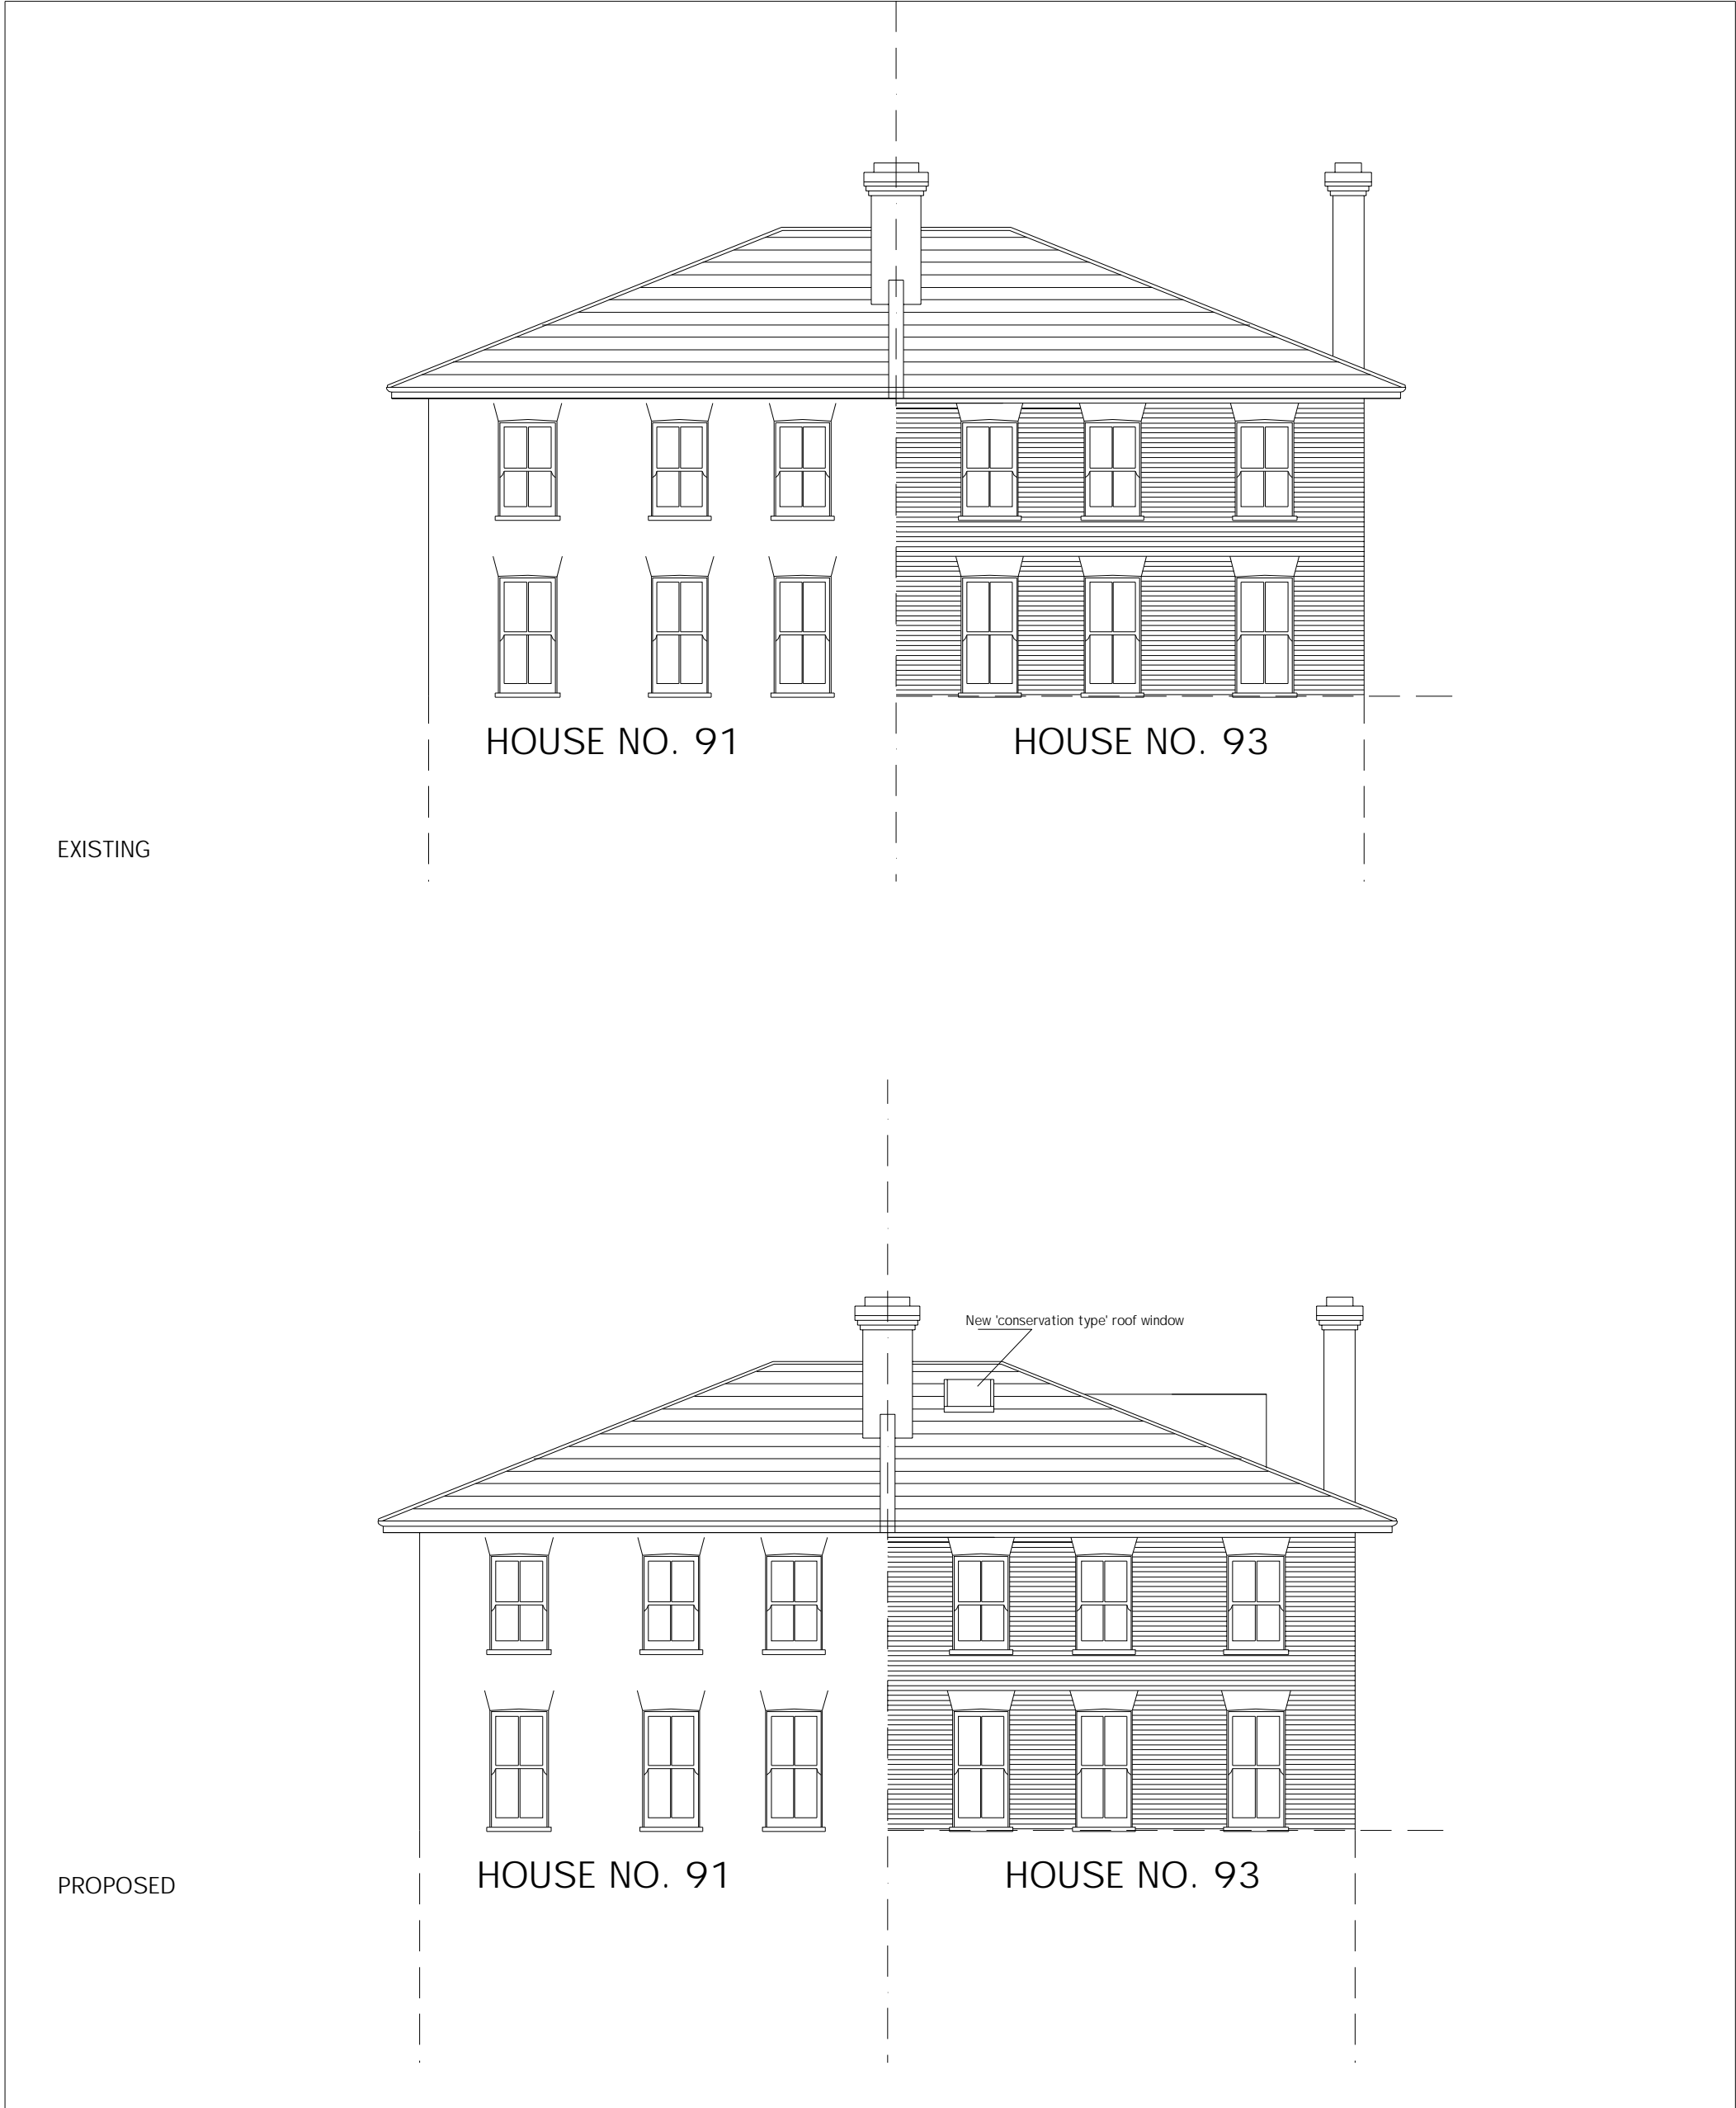 HOUSE NO. 91
HOUSE NO. 93
EXISTING
New 'conservation type' roof window
HOUSE NO. 91
HOUSE NO. 93
PROPOSED